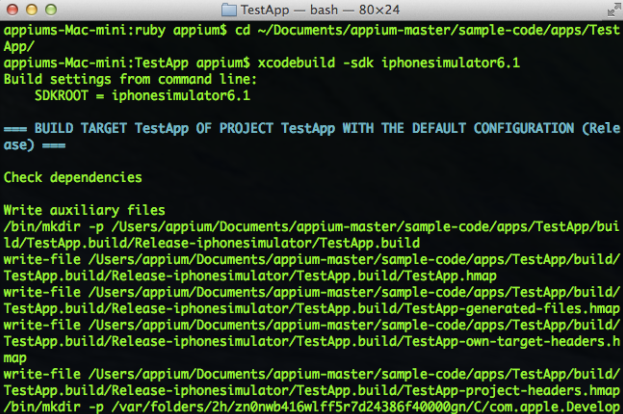 TestApp — bash — 80×24
appiums-Mac-mini:ruby appium$ cd ~/Documents/appium-master/sample-code/apps/Test
App/
appiums-Mac-mini:TestApp appium$ xcodebuild -sdk iphonesimulator6.1
Build settings from command line:
    SDKROOT = iphonesimulator6.1

=== BUILD TARGET TestApp OF PROJECT TestApp WITH THE DEFAULT CONFIGURATION (Rele
ase) ===

Check dependencies

Write auxiliary files
/bin/mkdir -p /Users/appium/Documents/appium-master/sample-code/apps/TestApp/bui
ld/TestApp.build/Release-iphonesimulator/TestApp.build
write-file /Users/appium/Documents/appium-master/sample-code/apps/TestApp/build/
TestApp.build/Release-iphonesimulator/TestApp.build/TestApp.hmap
write-file /Users/appium/Documents/appium-master/sample-code/apps/TestApp/build/
TestApp.build/Release-iphonesimulator/TestApp.build/TestApp-generated-files.hmap
write-file /Users/appium/Documents/appium-master/sample-code/apps/TestApp/build/
TestApp.build/Release-iphonesimulator/TestApp.build/TestApp-own-target-headers.h
map
write-file /Users/appium/Documents/appium-master/sample-code/apps/TestApp/build/
TestApp.build/Release-iphonesimulator/TestApp.build/TestApp-project-headers.hmap
/bin/mkdir -p /var/folders/2h/zn0nwb416wlff5r7d24386f40000gn/C/com.apple.Develop